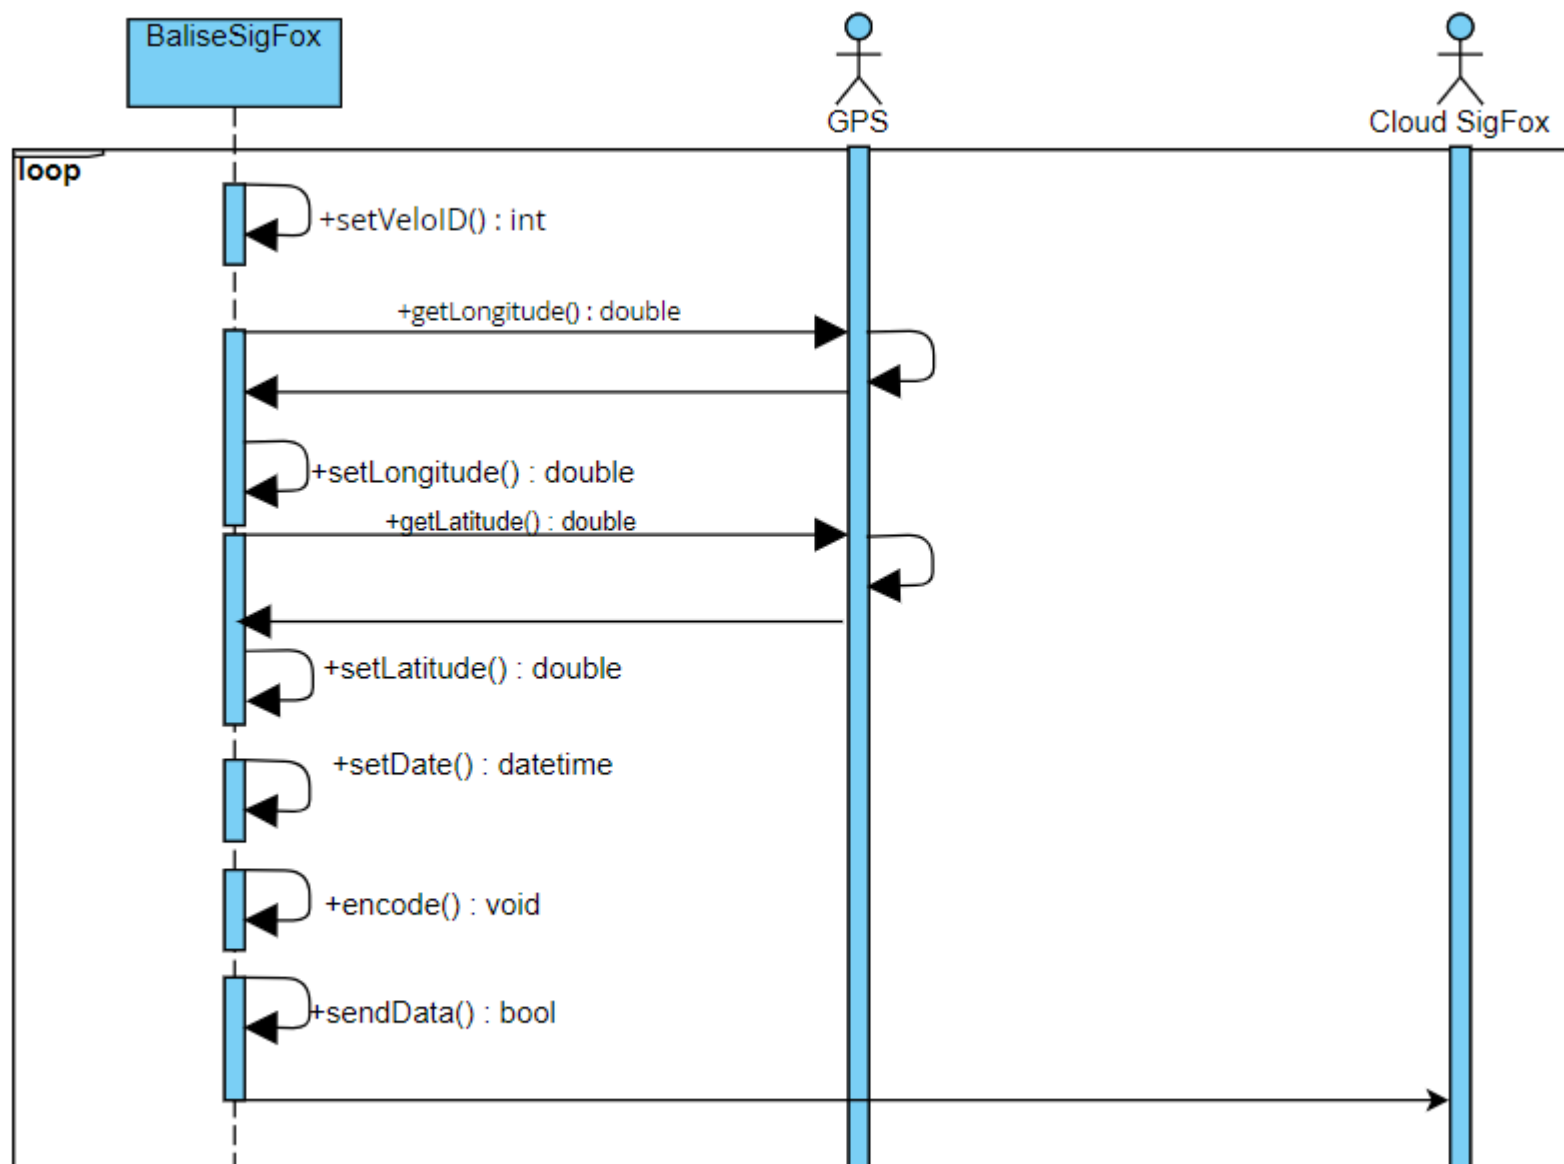 BaliseSigFox
GPS
Cloud SigFox
loop
+setVeloID() : int
+getLongitude() : double
+setLongitude() : double
+getLatitude() : double
+setLatitude() : double
+setDate() : datetime
+encode() : void
+sendData() : bool